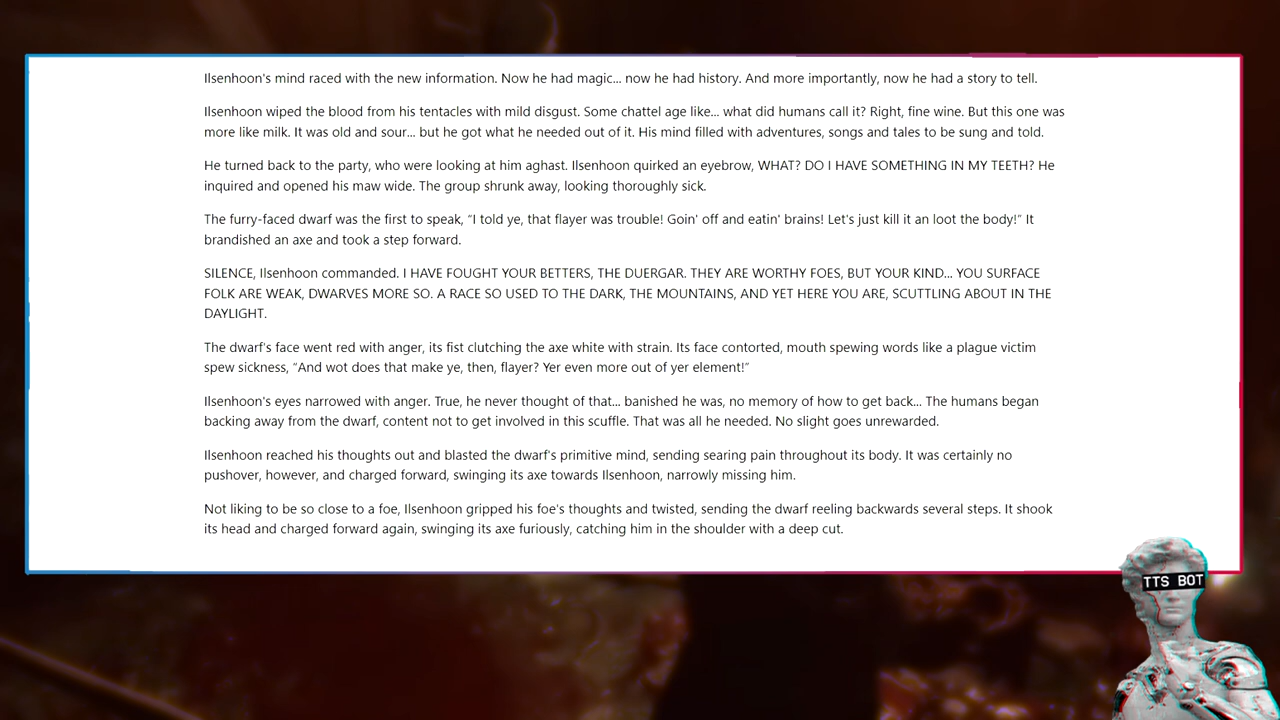 Ilsenhoon's mind raced with the new information. Now he had magic... now he had history. And more importantly, now he had a story to tell.
Ilsenhoon wiped the blood from his tentacles with mild disgust. Some chattel age like... what did humans call it? Right, fine wine. But this one was
more like milk. It was old and sour... but he got what he needed out of it. His mind filled with adventures, songs and tales to be sung and told.
He turned back to the party, who were looking at him aghast. Ilsenhoon quirked an eyebrow, WHAT? DO I HAVE SOMETHING IN MY TEETH? He
inquired and opened his maw wide. The group shrunk away, looking thoroughly sick.
The furry-faced dwarf was the first to speak, “I told ye, that flayer was trouble! Goin' off and eatin' brains! Let's just kill it an loot the body!” It
brandished an axe and took a step forward.
SILENCE, Ilsenhoon commanded. I HAVE FOUGHT YOUR BETTERS, THE DUERGAR. THEY ARE WORTHY FOES, BUT YOUR KIND... YOU SURFACE
FOLK ARE WEAK, DWARVES MORE SO. A RACE SO USED TO THE DARK, THE MOUNTAINS, AND YET HERE YOU ARE, SCUTTLING ABOUT IN THE
DAYLIGHT.
The dwarf's face went red with anger, its fist clutching the axe white with strain. Its face contorted, mouth spewing words like a plague victim
spew sickness, “And wot does that make ye, then, flayer? Yer even more out of yer element!”
Ilsenhoon's eyes narrowed with anger. True, he never thought of that... banished he was, no memory of how to get back... The humans began
backing away from the dwarf, content not to get involved in this scuffle. That was all he needed. No slight goes unrewarded.
Ilsenhoon reached his thoughts out and blasted the dwarf's primitive mind, sending searing pain throughout its body. It was certainly no
pushover, however, and charged forward, swinging its axe towards Ilsenhoon, narrowly missing him.
Not liking to be so close to a foe, Ilsenhoon gripped his foe's thoughts and twisted, sending the dwarf reeling backwards several steps. It shook
its head and charged forward again, swinging its axe furiously, catching him in the shoulder with a deep cut.
TTS BOT